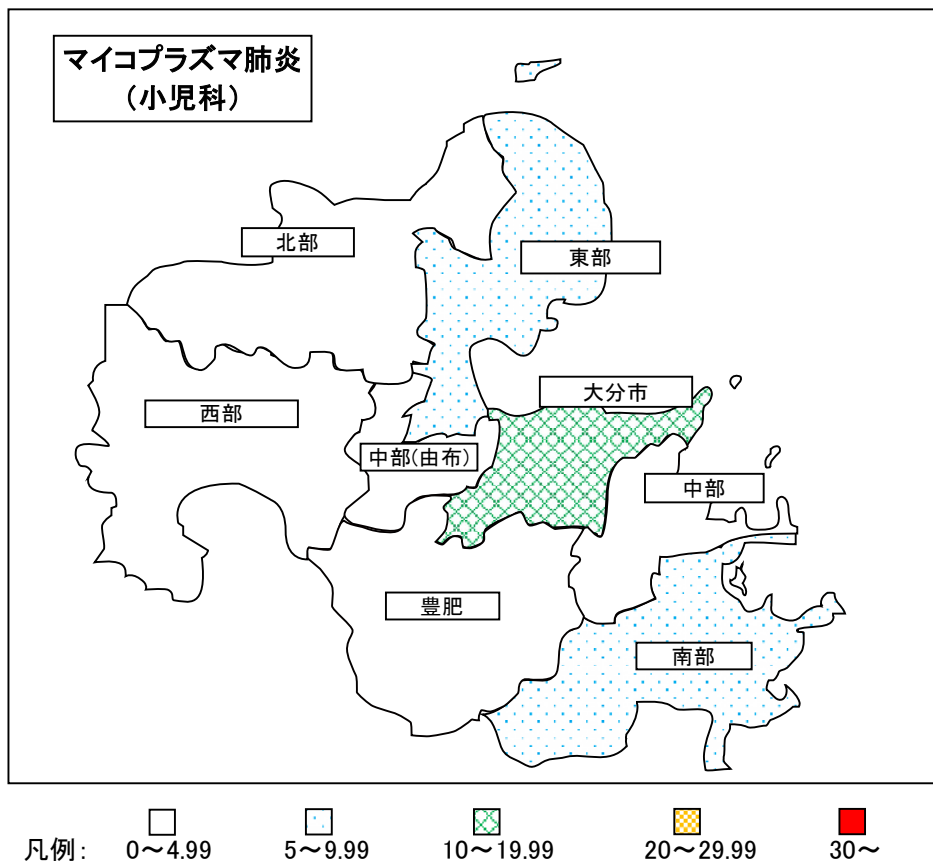 マイコプラズマ肺炎
(小児科)
北部
東部
大分市
西部
中部(由布)
中部
豊肥
南部
凡例: 0～4.99 5～9.99 10～19.99 20～29.99 30～